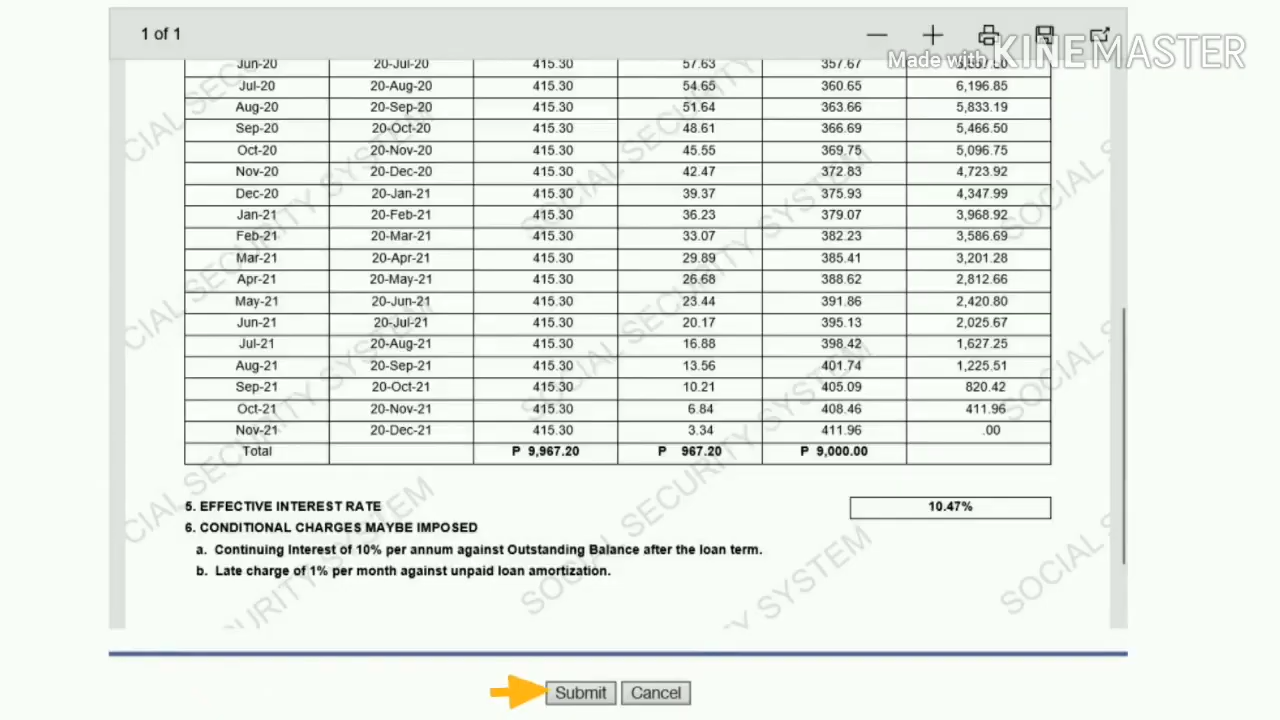 1 of 1
Made with KINEMASTER
Jun-20 20-Jul-20 415.30 57.63 357.67
Jul-20 20-Aug-20 415.30 54.65 360.65 6,196.85
Aug-20 20-Sep-20 415.30 51.64 363.66 5,833.19
Sep-20 20-Oct-20 415.30 48.61 366.69 5,466.50
Oct-20 20-Nov-20 415.30 45.55 369.75 5,096.75
Nov-20 20-Dec-20 415.30 42.47 372.83 4,723.92
Dec-20 20-Jan-21 415.30 39.37 375.93 4,347.99
Jan-21 20-Feb-21 415.30 36.23 379.07 3,968.92
Feb-21 20-Mar-21 415.30 33.07 382.23 3,586.69
Mar-21 20-Apr-21 415.30 29.89 385.41 3,201.28
Apr-21 20-May-21 415.30 26.68 388.62 2,812.66
May-21 20-Jun-21 415.30 23.44 391.86 2,420.80
Jun-21 20-Jul-21 415.30 20.17 395.13 2,025.67
Jul-21 20-Aug-21 415.30 16.88 398.42 1,627.25
Aug-21 20-Sep-21 415.30 13.56 401.74 1,225.51
Sep-21 20-Oct-21 415.30 10.21 405.09 820.42
Oct-21 20-Nov-21 415.30 6.84 408.46 411.96
Nov-21 20-Dec-21 415.30 3.34 411.96 .00
Total P 9,967.20 P 967.20 P 9,000.00
5. EFFECTIVE INTEREST RATE 10.47%
6. CONDITIONAL CHARGES MAYBE IMPOSED
a. Continuing Interest of 10% per annum against Outstanding Balance after the loan term.
b. Late charge of 1% per month against unpaid loan amortization.
SOCIAL SECURITY SYSTEM
Submit Cancel